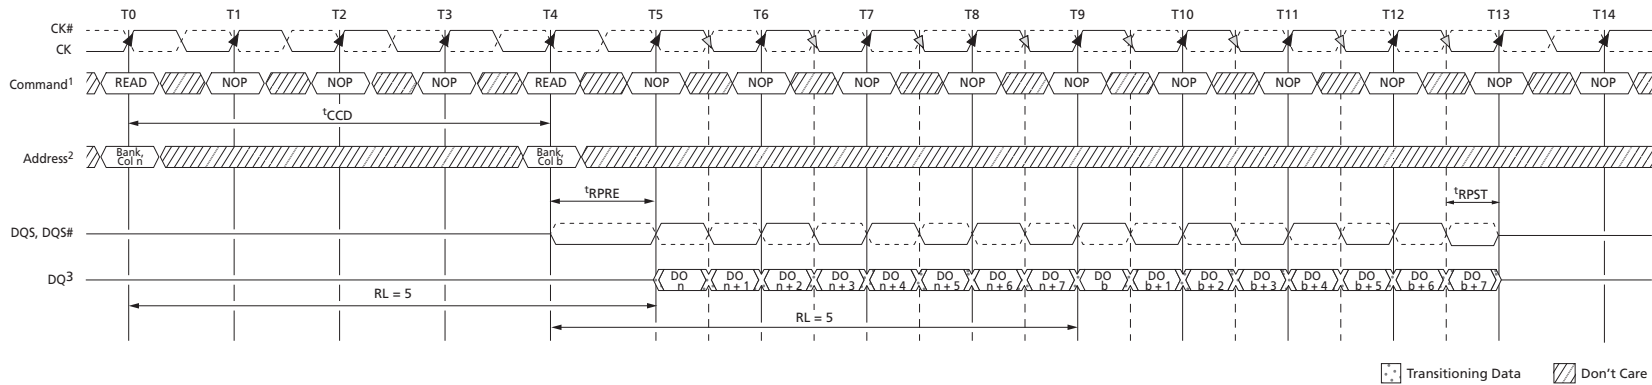 T0 T1 T2 T3 T4 T5 T6 T7 T8 T9 T10 T11 T12 T13 T14
CK#
CK
Command1 READ NOP NOP NOP READ NOP NOP NOP NOP NOP NOP NOP NOP NOP NOP
tCCD
Address2 Bank, Col n Bank, Col b
tRPRE tRPST
DQS, DQS#
DQ3 DO n DO n + 1 DO n + 2 DO n + 3 DO n + 4 DO n + 5 DO n + 6 DO n + 7 DO b DO b + 1 DO b + 2 DO b + 3 DO b + 4 DO b + 5 DO b + 6 DO b + 7
RL = 5
RL = 5
Transitioning Data Don't Care